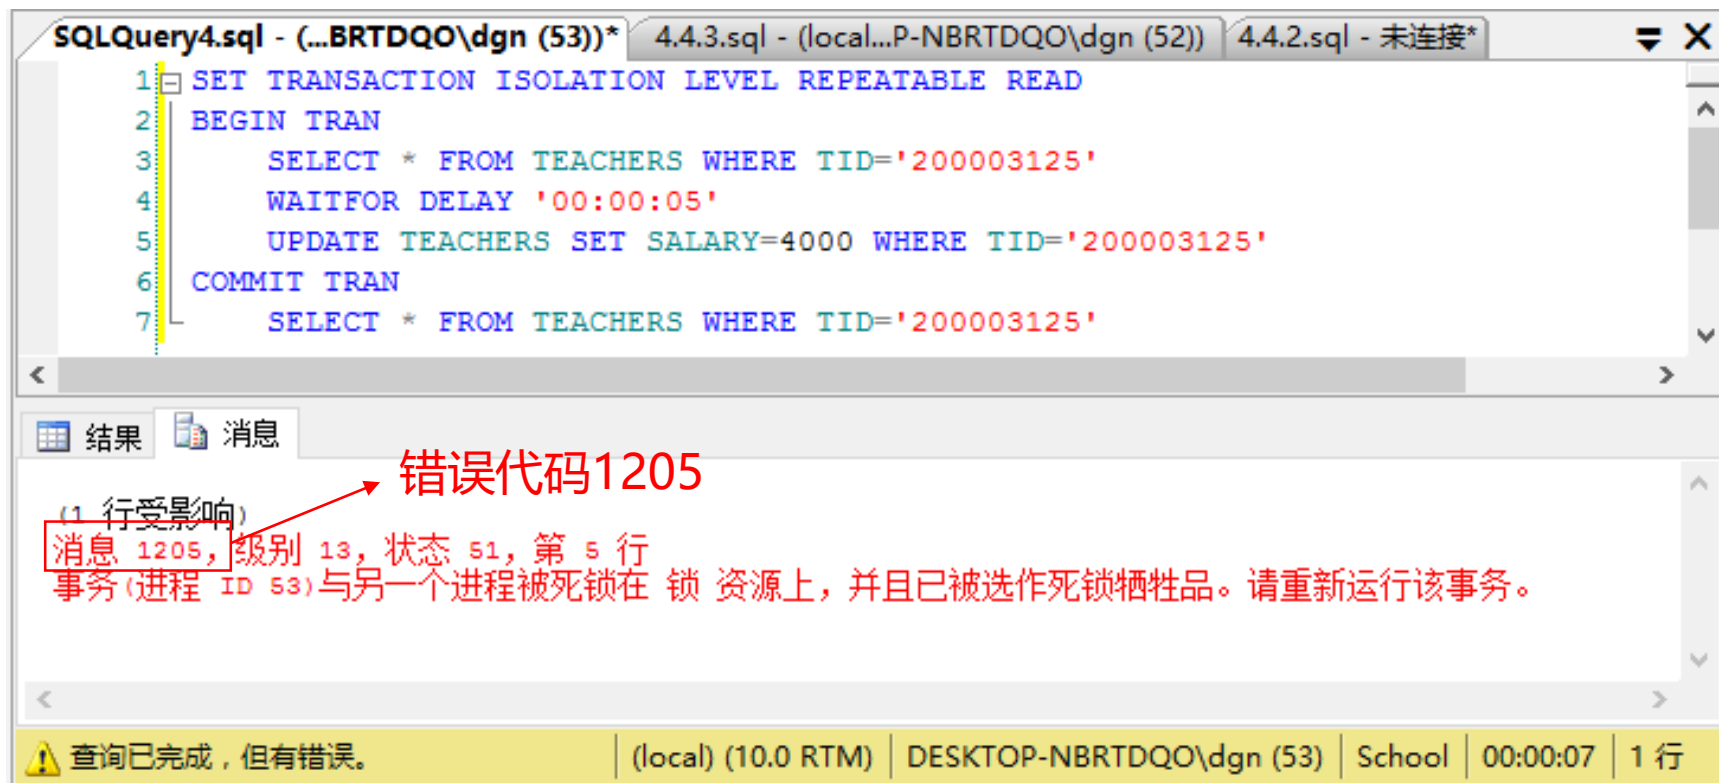 SQLQuery4.sql - (...BRTDQO\dgn (53))* 4.4.3.sql - (local...P-NBRTDQO\dgn (52)) 4.4.2.sql - 未连接*
1 SET TRANSACTION ISOLATION LEVEL REPEATABLE READ
2 BEGIN TRAN
3 SELECT * FROM TEACHERS WHERE TID='200003125'
4 WAITFOR DELAY '00:00:05'
5 UPDATE TEACHERS SET SALARY=4000 WHERE TID='200003125'
6 COMMIT TRAN
7 SELECT * FROM TEACHERS WHERE TID='200003125'
结果 消息
错误代码1205
(1 行受影响)
消息 1205，级别 13，状态 51，第 5 行
事务(进程 ID 53)与另一个进程被死锁在 锁 资源上，并且已被选作死锁牺牲品。请重新运行该事务。
查询已完成，但有错误。 (local) (10.0 RTM) DESKTOP-NBRTDQO\dgn (53) School 00:00:07 1 行